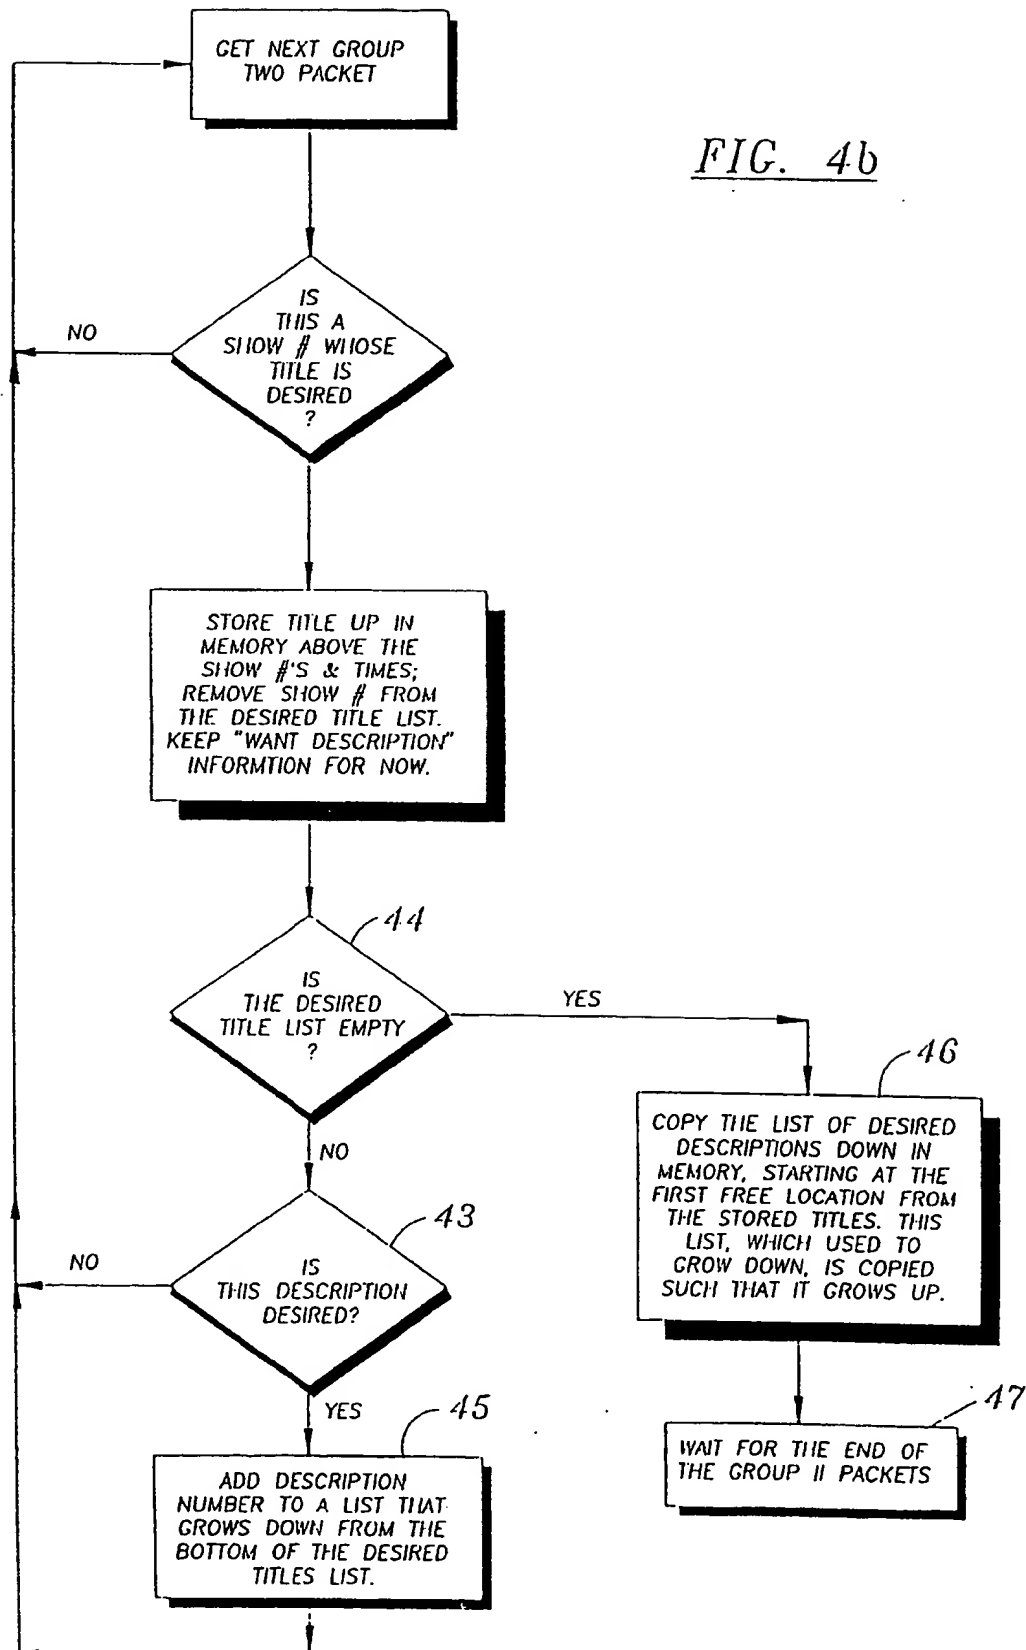 GET NEXT GROUP
TWO PACKET
FIG. 4b
IS
THIS A
SHOW # WHOSE
TITLE IS
DESIRED
?
NO
STORE TITLE UP IN
MEMORY ABOVE THE
SHOW #'S & TIMES;
REMOVE SHOW # FROM
THE DESIRED TITLE LIST.
KEEP "WANT DESCRIPTION"
INFORMTION FOR NOW.
44
IS
THE DESIRED
TITLE LIST EMPTY
?
YES
NO
46
COPY THE LIST OF DESIRED
DESCRIPTIONS DOWN IN
MEMORY, STARTING AT THE
FIRST FREE LOCATION FROM
THE STORED TITLES. THIS
LIST, WHICH USED TO
GROW DOWN, IS COPIED
SUCH THAT IT GROWS UP.
43
IS
THIS DESCRIPTION
DESIRED?
NO
YES
47
WAIT FOR THE END OF
THE GROUP II PACKETS
45
ADD DESCRIPTION
NUMBER TO A LIST THAT
GROWS DOWN FROM THE
BOTTOM OF THE DESIRED
TITLES LIST.